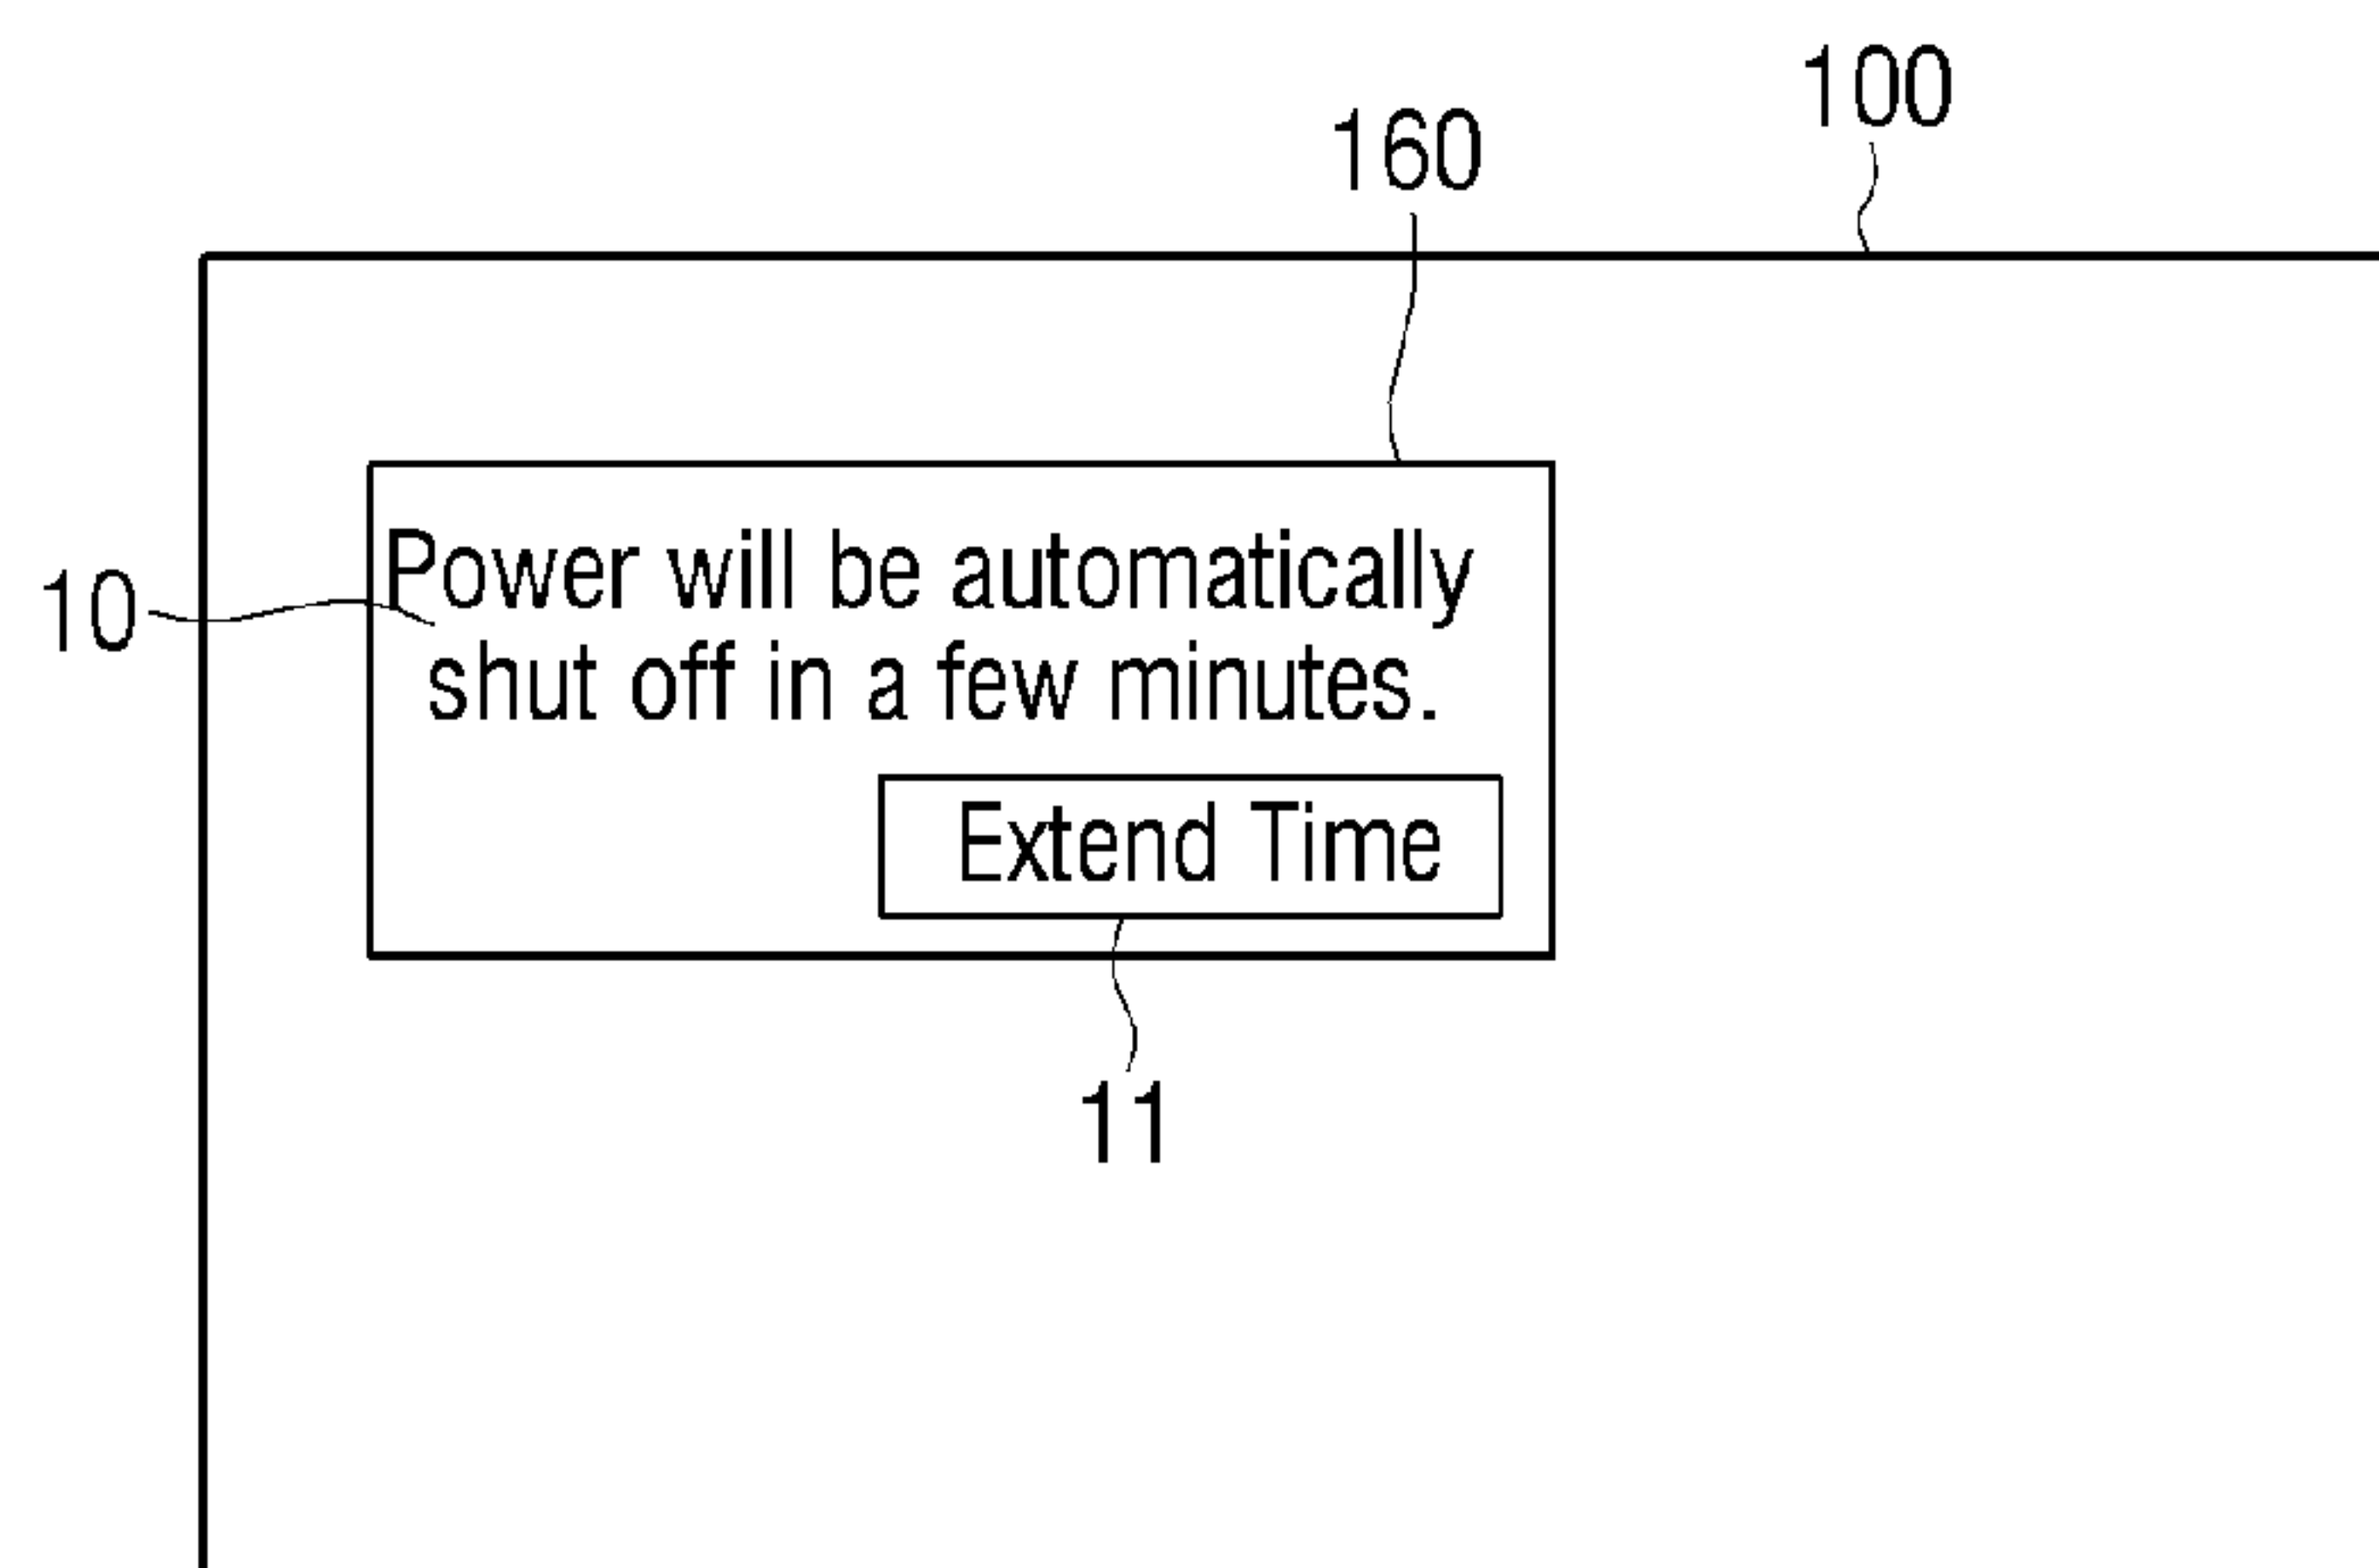 100
160
10
Power will be automatically
shut off in a few minutes.
Extend Time
11